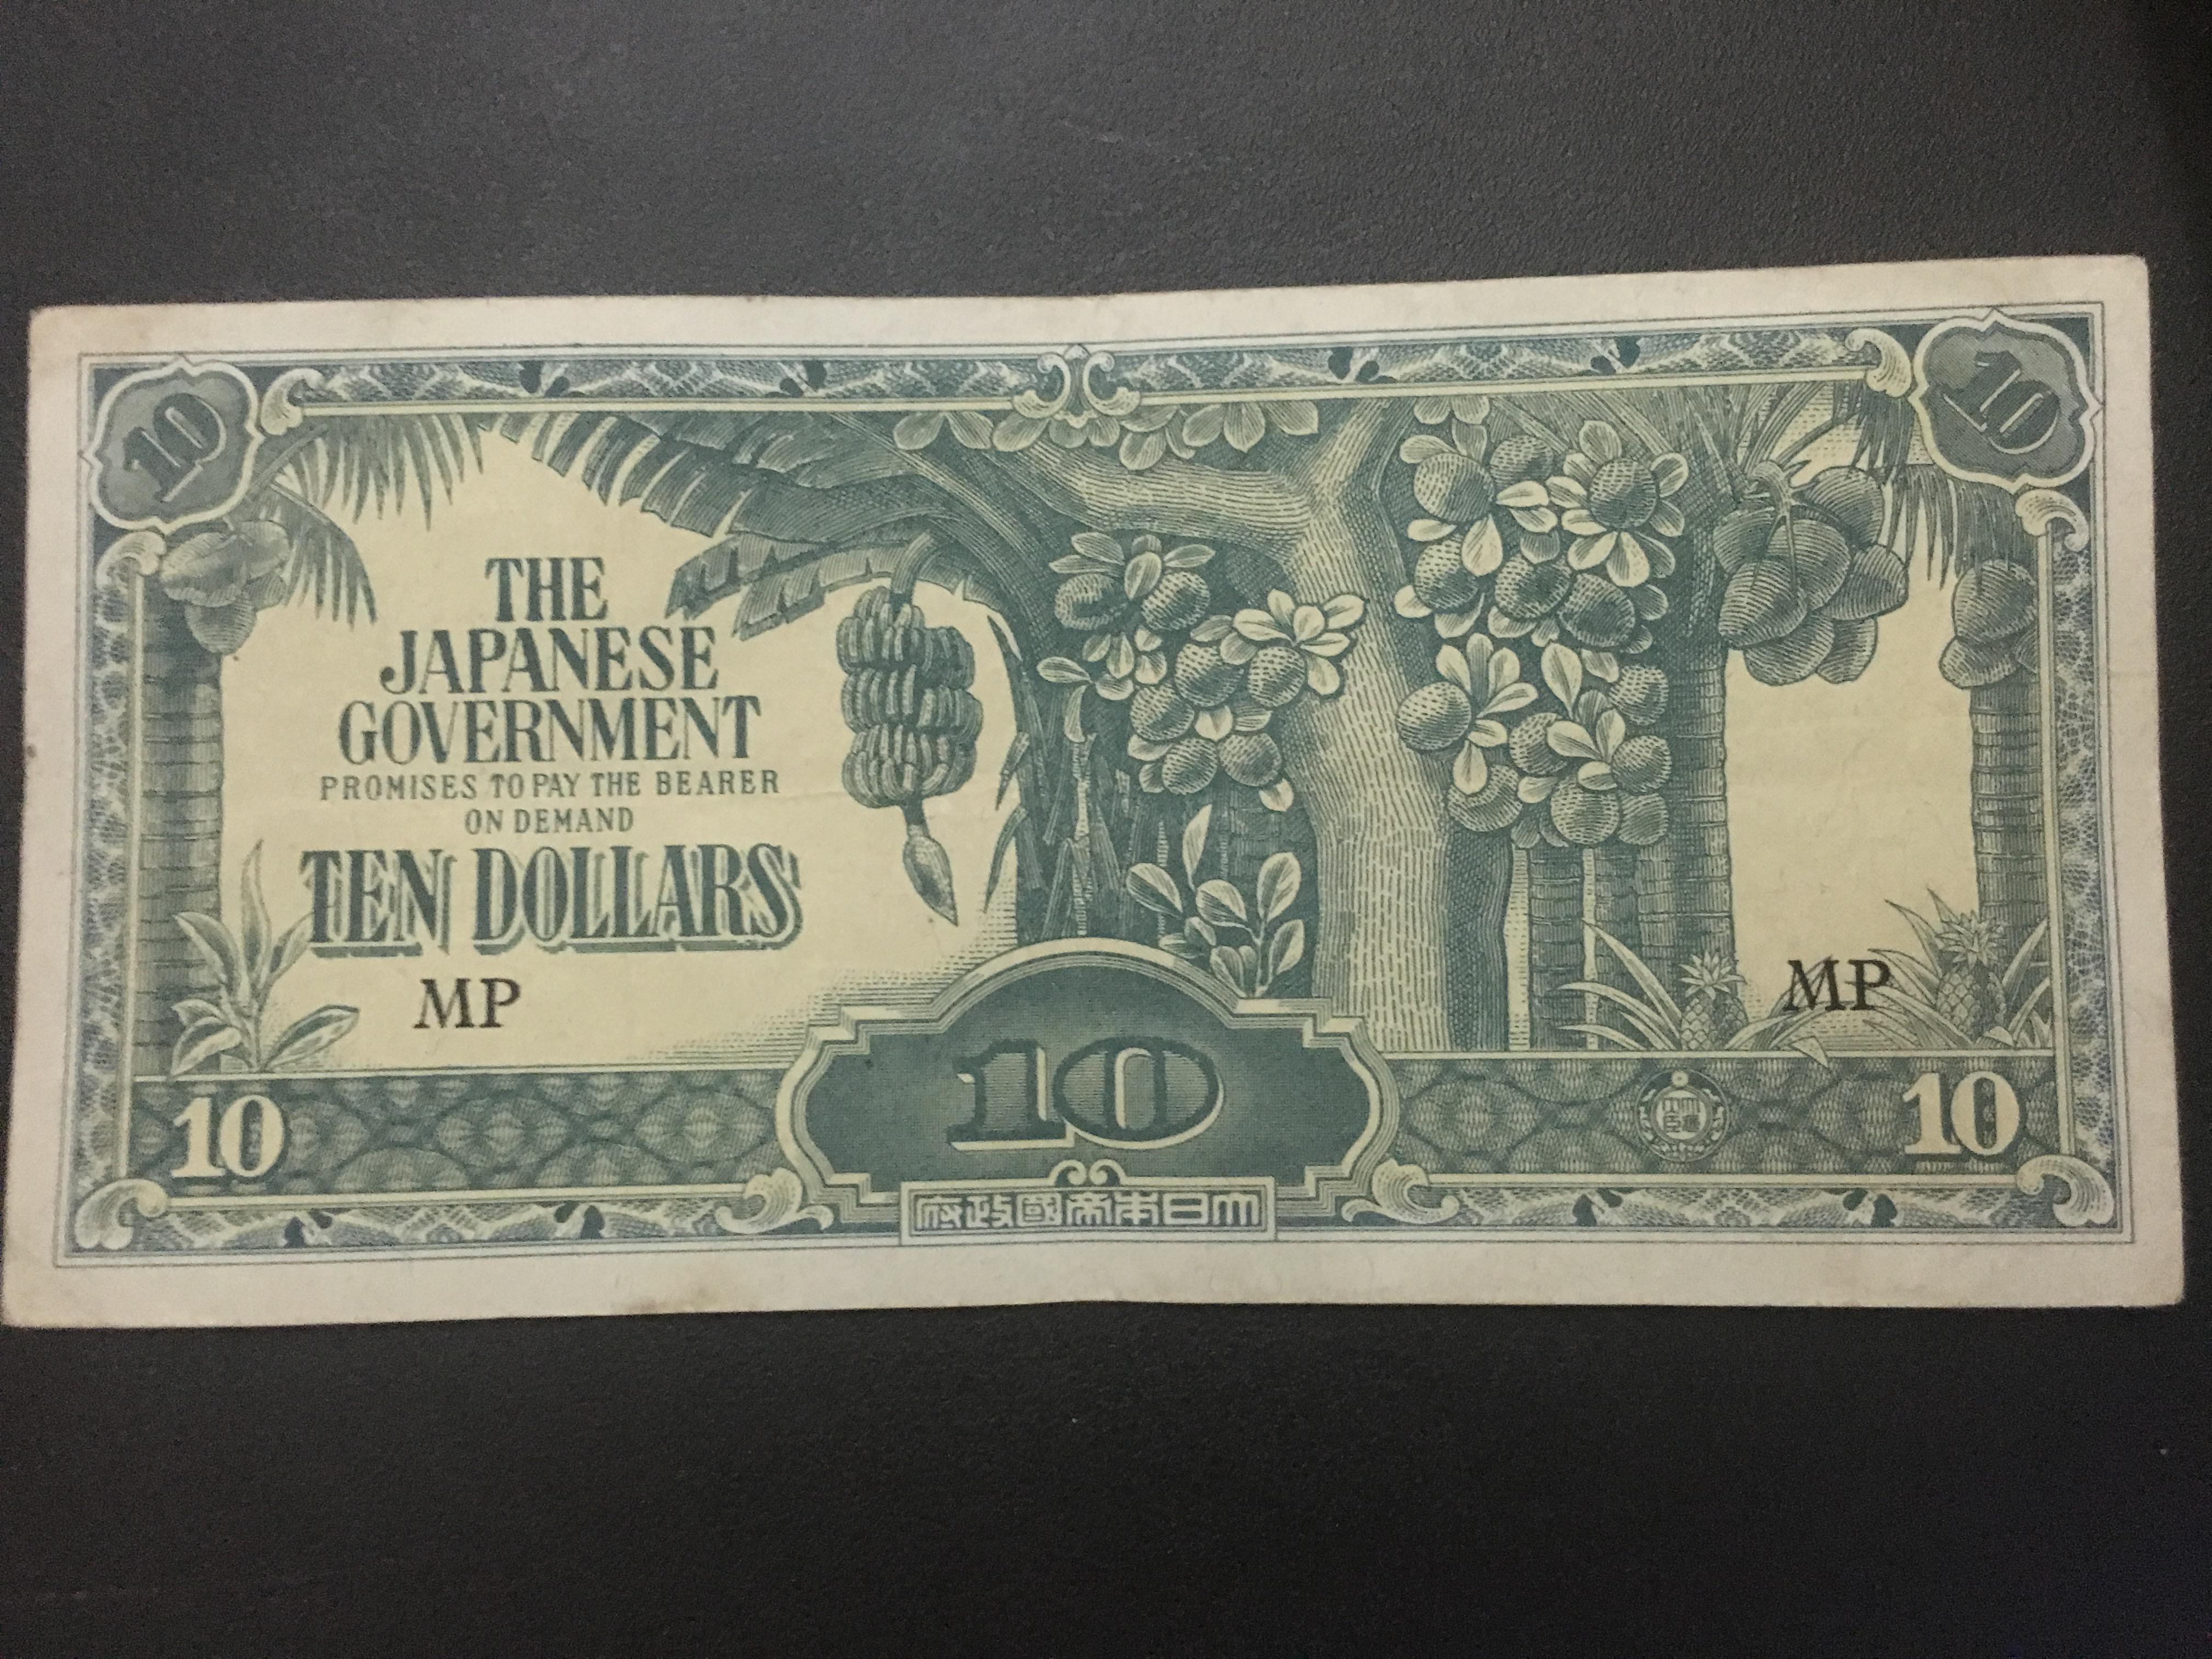 10
10
THE
JAPANESE
GOVERNMENT
PROMISES TO PAY THE BEARER
ON DEMAND
TEN DOLLARS
MP
MP
10
10
10
府政國帝本日大